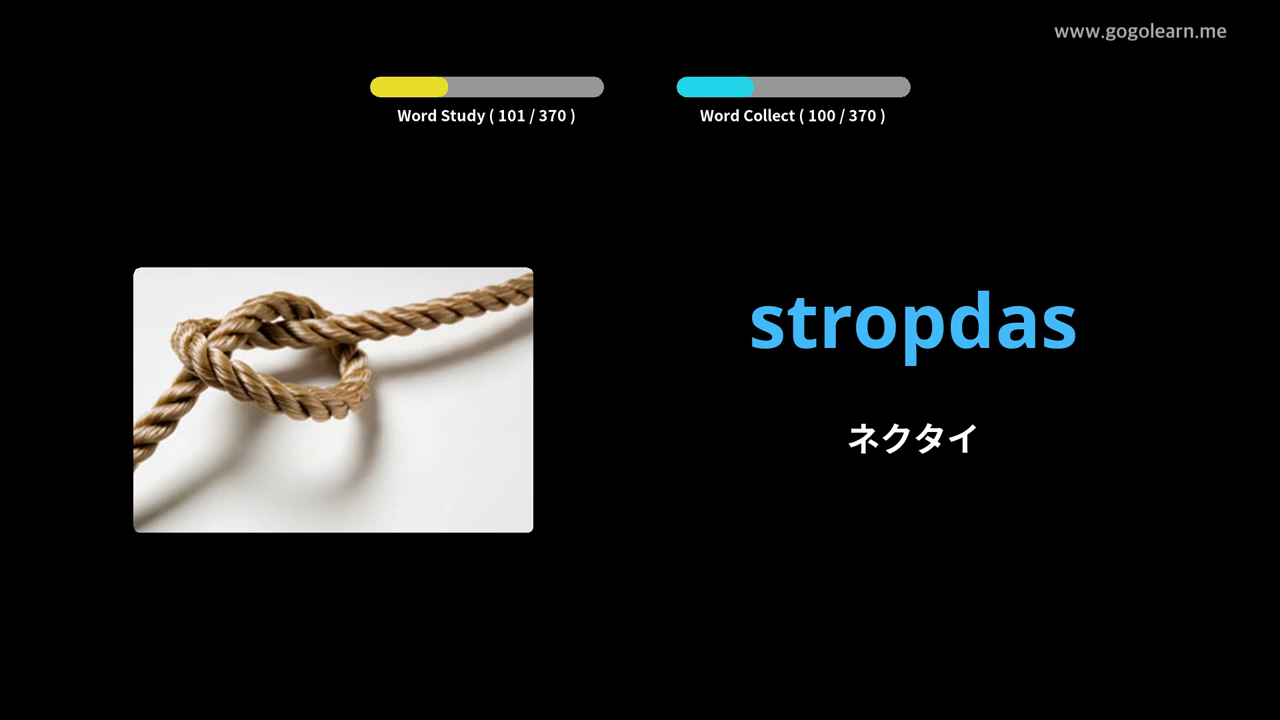 www.gogolearn.me
Word Study ( 101 / 370 )
Word Collect ( 100 / 370 )
stropdas
ネクタイ